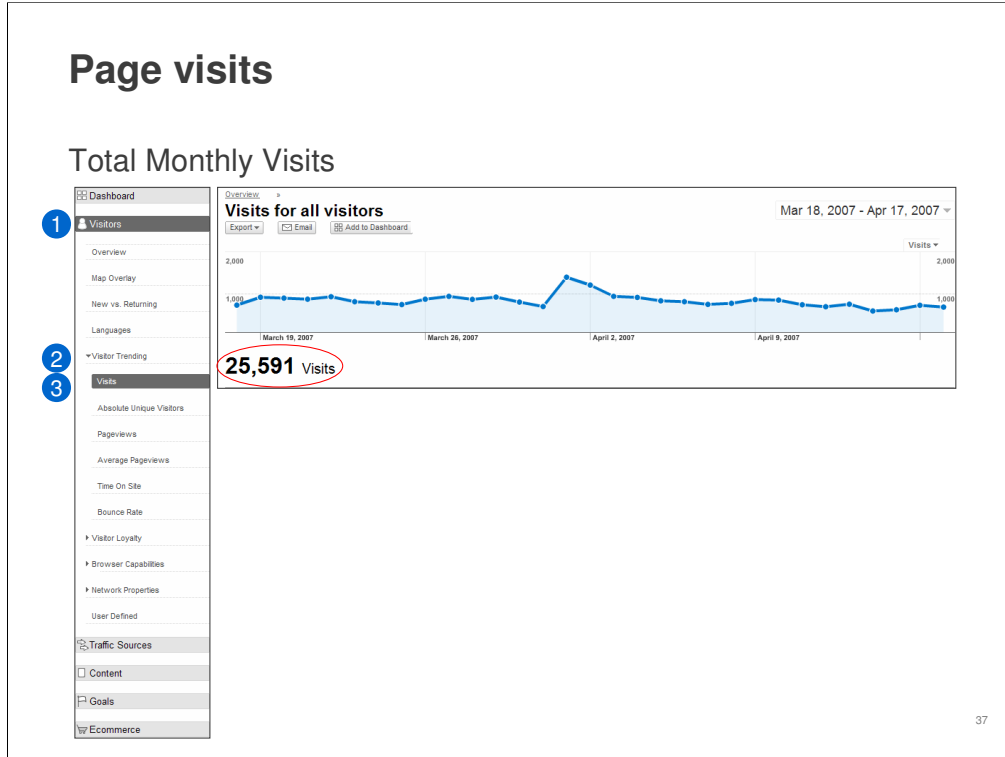 Page visits
Total Monthly Visits
Dashboard
1 Visitors
Overview
Map Overlay
New vs. Returning
Languages
2 Visitor Trending
3 Visits
Absolute Unique Visitors
Pageviews
Average Pageviews
Time On Site
Bounce Rate
Visitor Loyalty
Browser Capabilities
Network Properties
User Defined
Traffic Sources
Content
Goals
Ecommerce
Overview »
Visits for all visitors
Mar 18, 2007 - Apr 17, 2007
Export Email Add to Dashboard
Visits
2,000 2,000
1,000 1,000
March 19, 2007 March 26, 2007 April 2, 2007 April 9, 2007
25,591 Visits
37